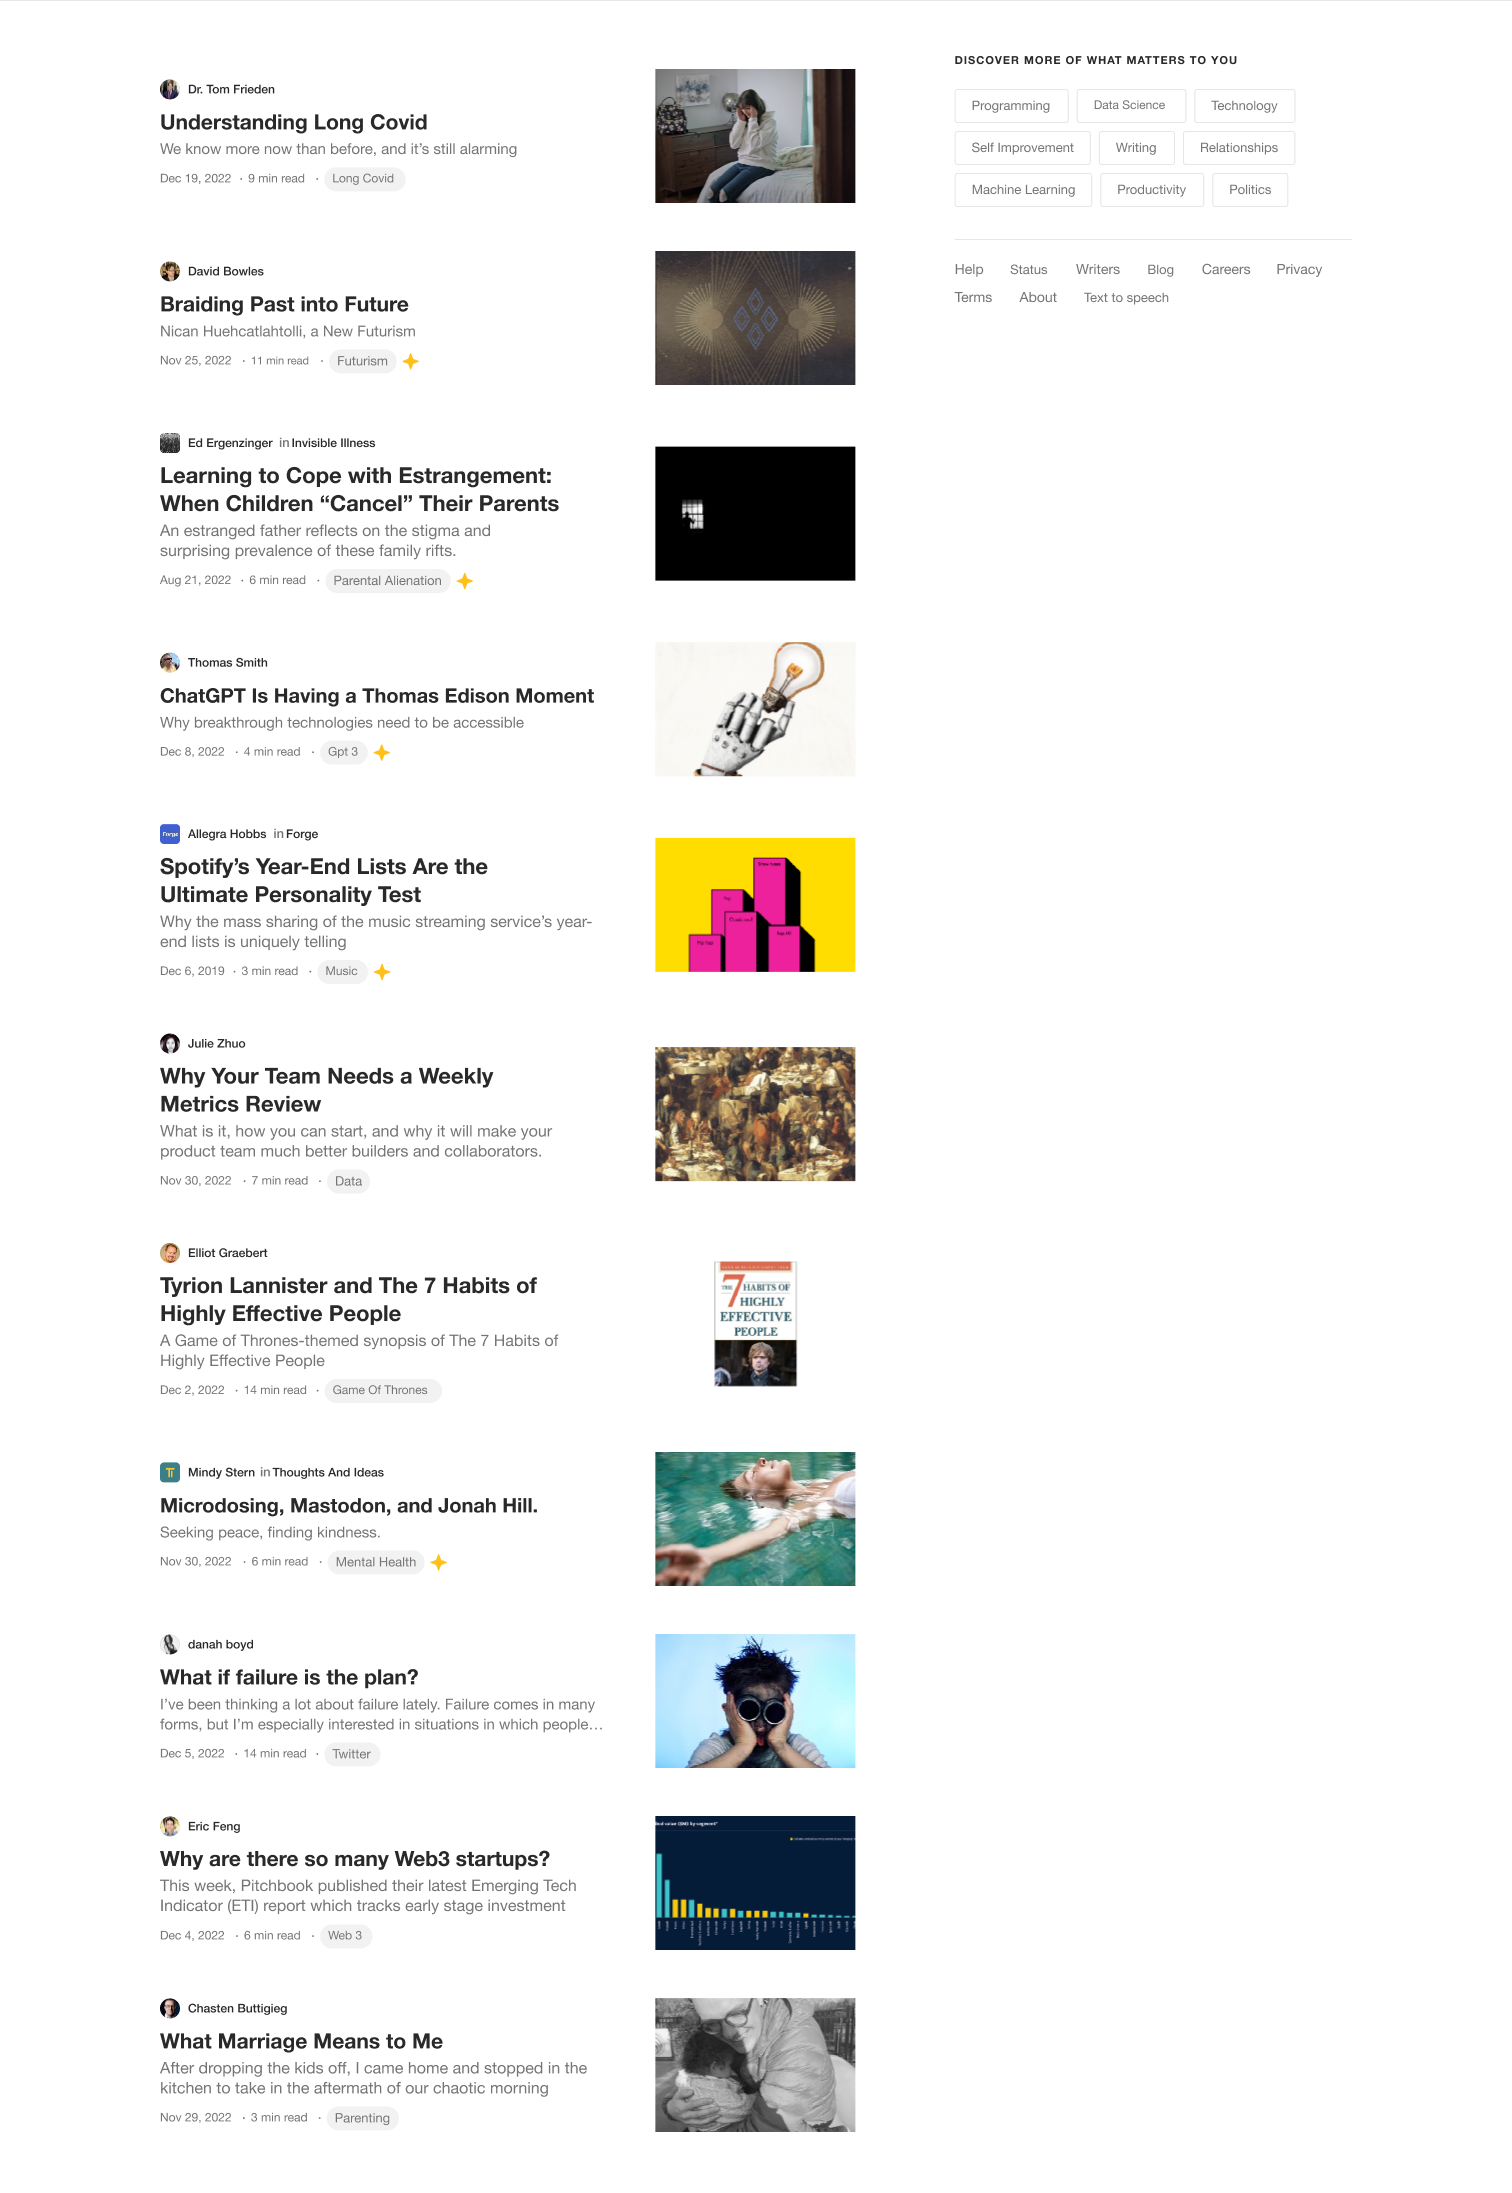 Dr. Tom Frieden
Understanding Long Covid
We know more now than before, and it’s still alarming
Dec 19, 2022 · 9 min read · Long Covid
David Bowles
Braiding Past into Future
Nican Huehcatlahtolli, a New Futurism
Nov 25, 2022 · 11 min read · Futurism
Ed Ergenzinger in Invisible Illness
Learning to Cope with Estrangement:
When Children “Cancel” Their Parents
An estranged father reflects on the stigma and
surprising prevalence of these family rifts.
Aug 21, 2022 · 6 min read · Parental Alienation
Thomas Smith
ChatGPT Is Having a Thomas Edison Moment
Why breakthrough technologies need to be accessible
Dec 8, 2022 · 4 min read · Gpt 3
Forge
Allegra Hobbs in Forge
Spotify’s Year-End Lists Are the
Ultimate Personality Test
Why the mass sharing of the music streaming service’s year-
end lists is uniquely telling
Dec 6, 2019 · 3 min read · Music
Julie Zhuo
Why Your Team Needs a Weekly
Metrics Review
What is it, how you can start, and why it will make your
product team much better builders and collaborators.
Nov 30, 2022 · 7 min read · Data
Elliot Graebert
Tyrion Lannister and The 7 Habits of
Highly Effective People
A Game of Thrones-themed synopsis of The 7 Habits of
Highly Effective People
Dec 2, 2022 · 14 min read · Game Of Thrones
THE 7 HABITS OF
HIGHLY
EFFECTIVE
PEOPLE
Mindy Stern in Thoughts And Ideas
Microdosing, Mastodon, and Jonah Hill.
Seeking peace, finding kindness.
Nov 30, 2022 · 6 min read · Mental Health
danah boyd
What if failure is the plan?
I’ve been thinking a lot about failure lately. Failure comes in many
forms, but I’m especially interested in situations in which people…
Dec 5, 2022 · 14 min read · Twitter
Eric Feng
Why are there so many Web3 startups?
This week, Pitchbook published their latest Emerging Tech
Indicator (ETI) report which tracks early stage investment
Dec 4, 2022 · 6 min read · Web 3
deal value ($M) by segment*
Chasten Buttigieg
What Marriage Means to Me
After dropping the kids off, I came home and stopped in the
kitchen to take in the aftermath of our chaotic morning
Nov 29, 2022 · 3 min read · Parenting
DISCOVER MORE OF WHAT MATTERS TO YOU
Programming Data Science Technology
Self Improvement Writing Relationships
Machine Learning Productivity Politics
Help Status Writers Blog Careers Privacy
Terms About Text to speech